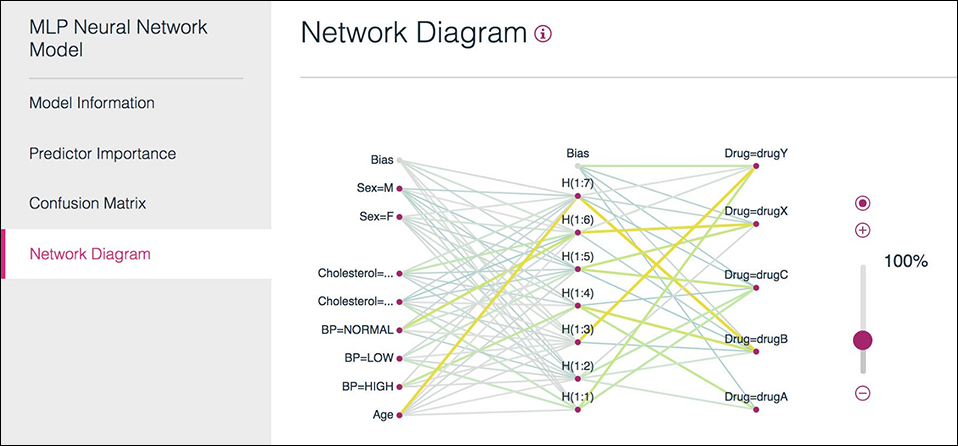 MLP Neural Network
Model
Model Information
Predictor Importance
Confusion Matrix
Network Diagram
Network Diagram
Bias
Sex=M
Sex=F
Cholesterol=...
Cholesterol=...
BP=NORMAL
BP=LOW
BP=HIGH
Age
Bias
H(1:7)
H(1:6)
H(1:5)
H(1:4)
H(1:3)
H(1:2)
H(1:1)
Drug=drugY
Drug=drugX
Drug=drugC
Drug=drugB
Drug=drugA
100%